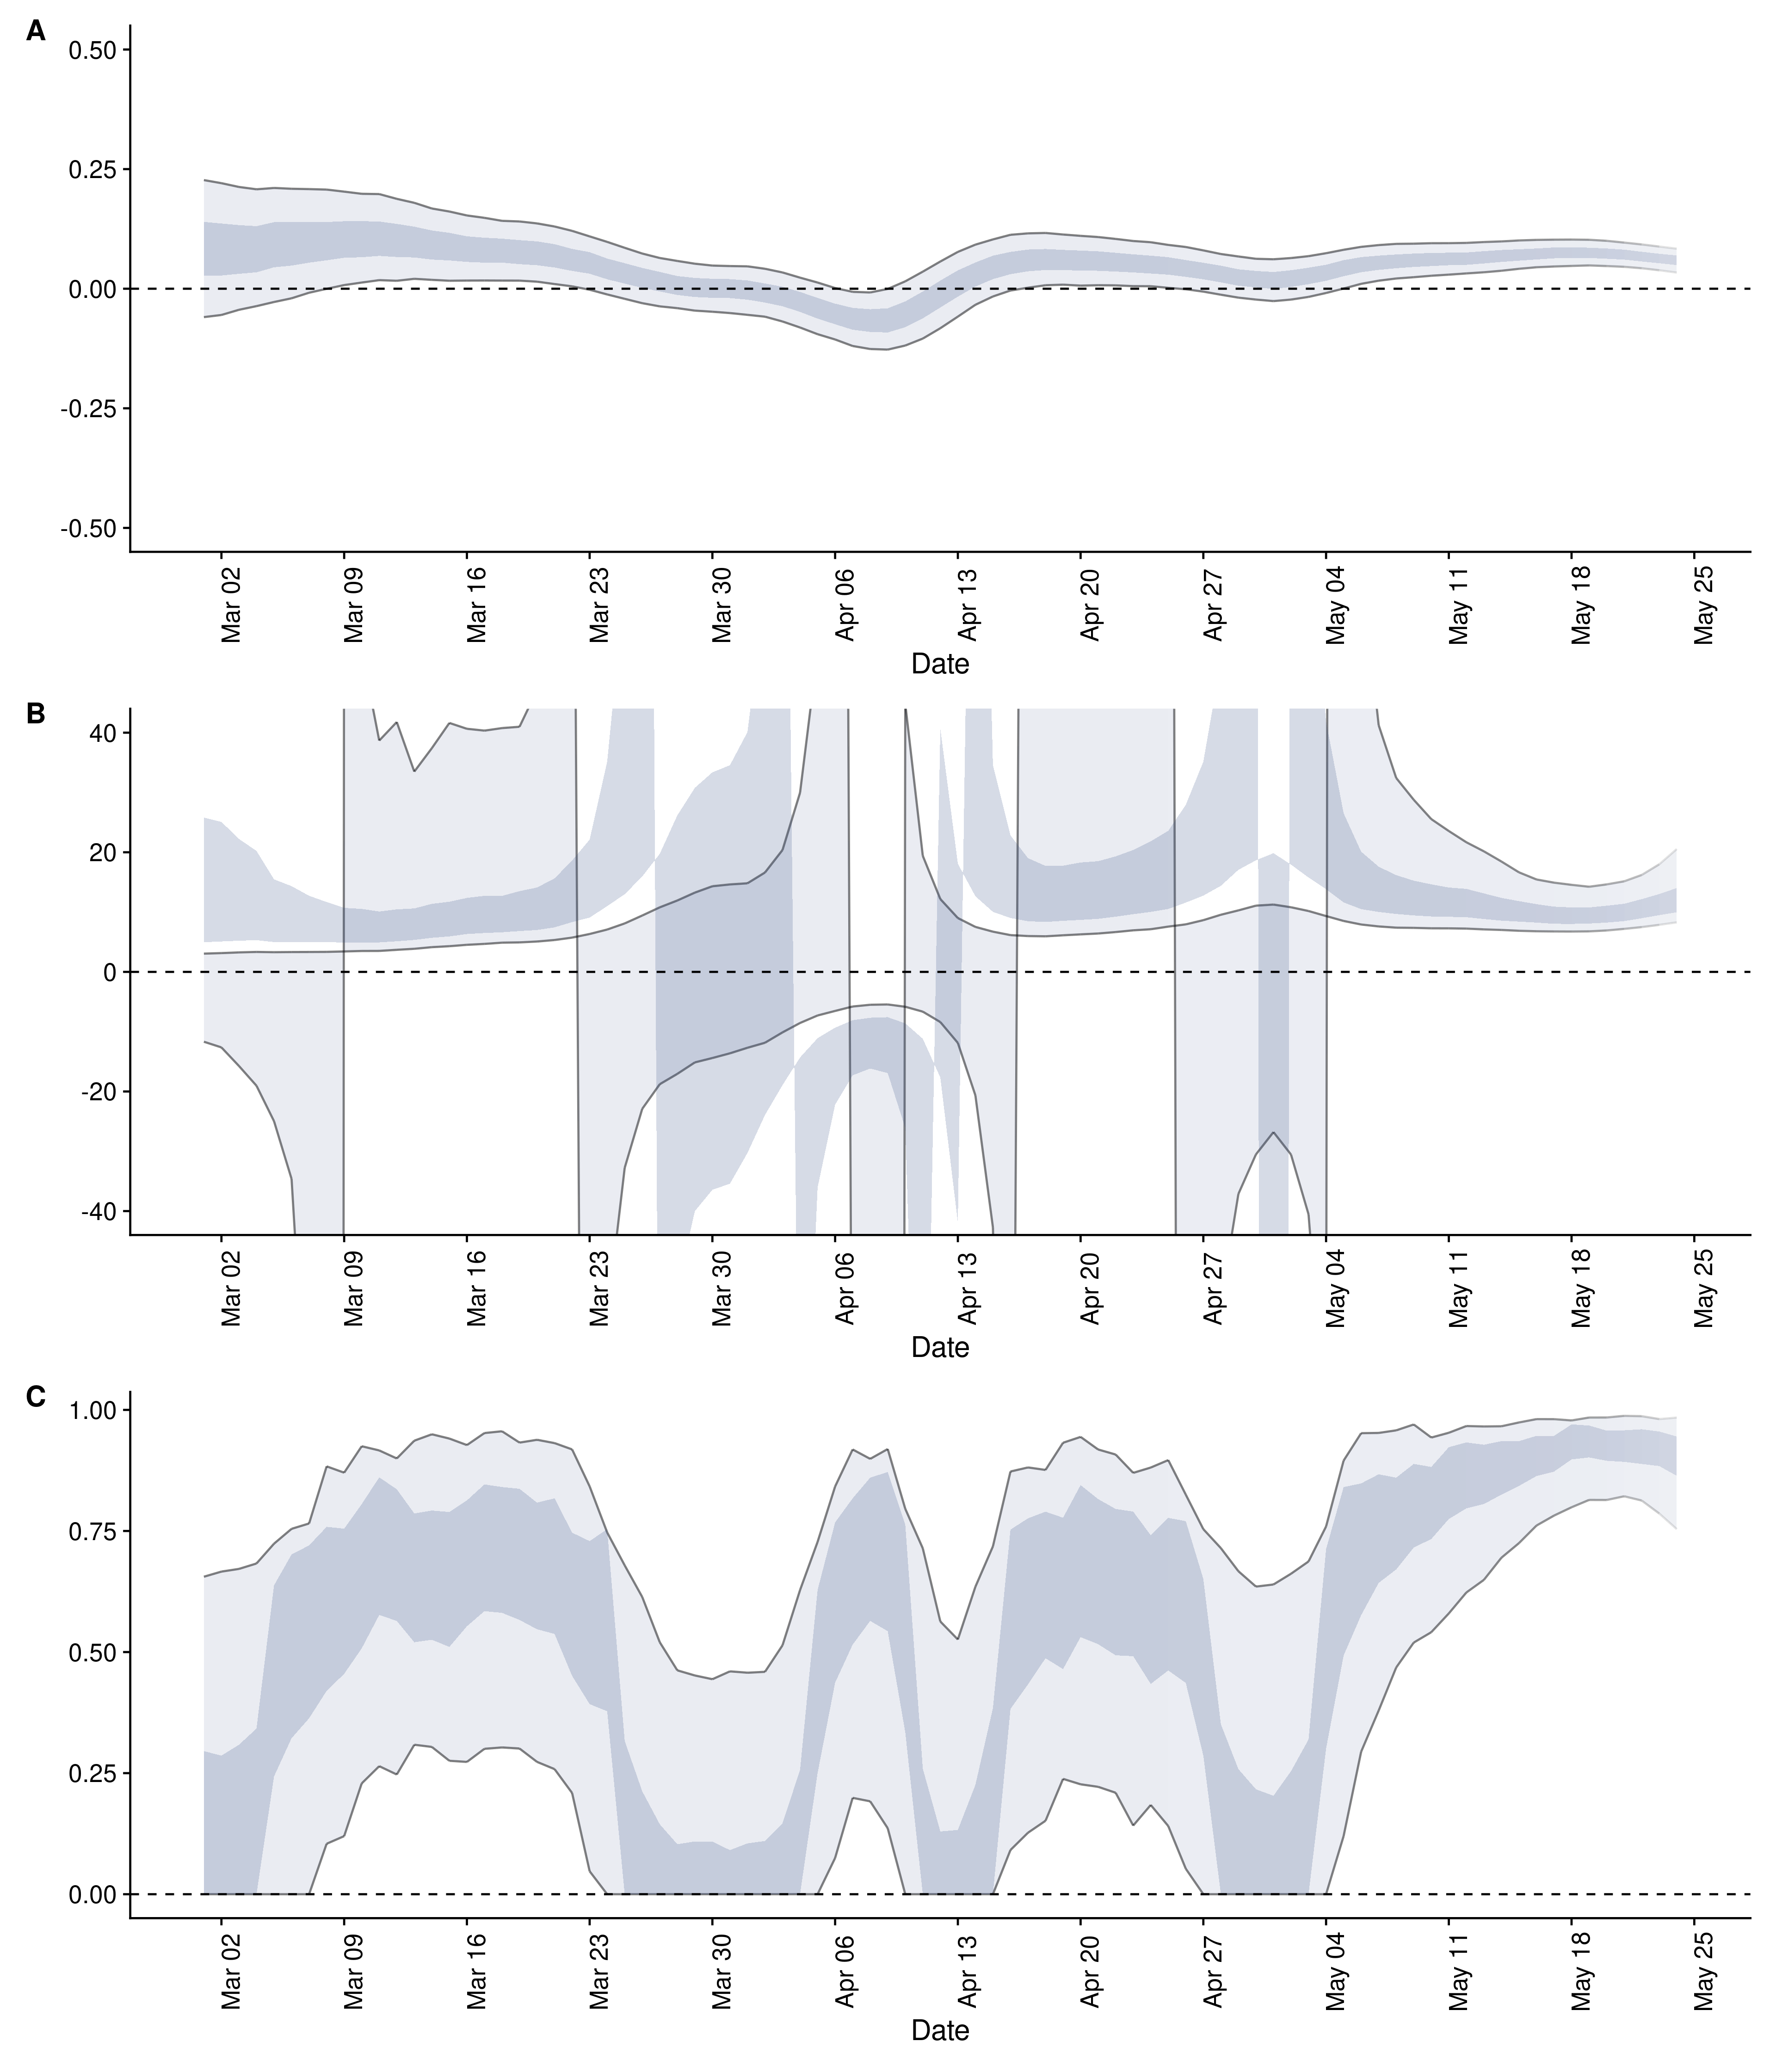 A
0.50
0.25
0.00
-0.25
-0.50
Mar 02
Mar 09
Mar 16
Mar 23
Mar 30
Apr 06
Apr 13
Apr 20
Apr 27
May 04
May 11
May 18
May 25
Date
B
40
20
0
-20
-40
Mar 02
Mar 09
Mar 16
Mar 23
Mar 30
Apr 06
Apr 13
Apr 20
Apr 27
May 04
May 11
May 18
May 25
Date
C
1.00
0.75
0.50
0.25
0.00
Mar 02
Mar 09
Mar 16
Mar 23
Mar 30
Apr 06
Apr 13
Apr 20
Apr 27
May 04
May 11
May 18
May 25
Date